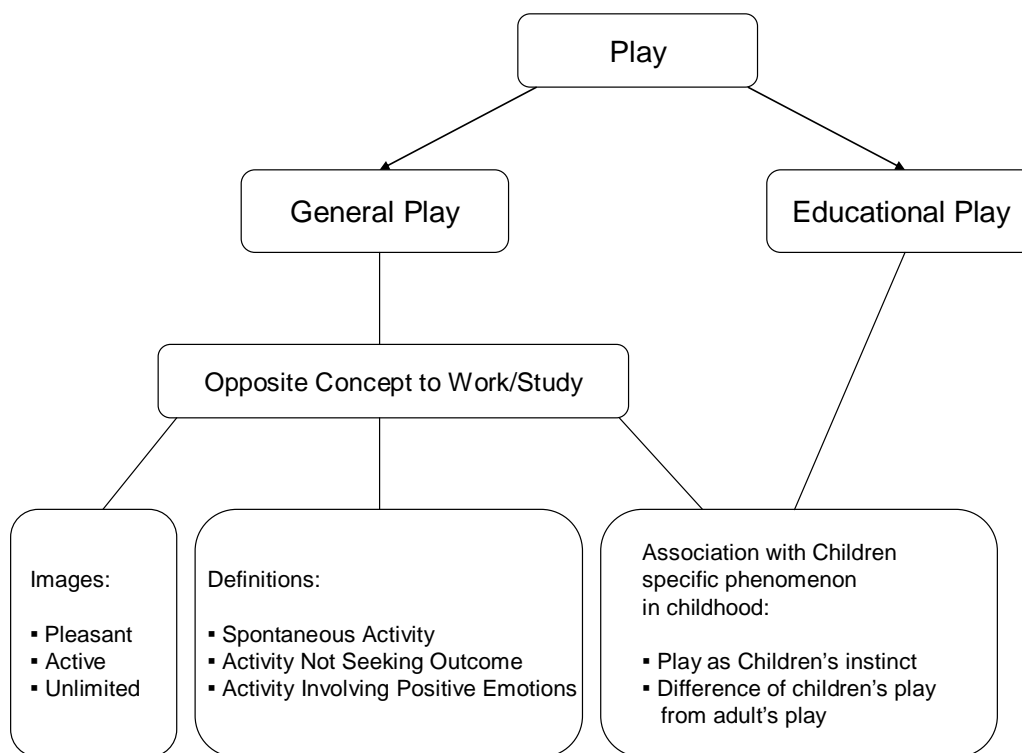 Play
General Play
Educational Play
Opposite Concept to Work/Study
Images:
▪ Pleasant
▪ Active
▪ Unlimited
Definitions:
▪ Spontaneous Activity
▪ Activity Not Seeking Outcome
▪ Activity Involving Positive Emotions
Association with Children
specific phenomenon
in childhood:
▪ Play as Children's instinct
▪ Difference of children's play
from adult's play